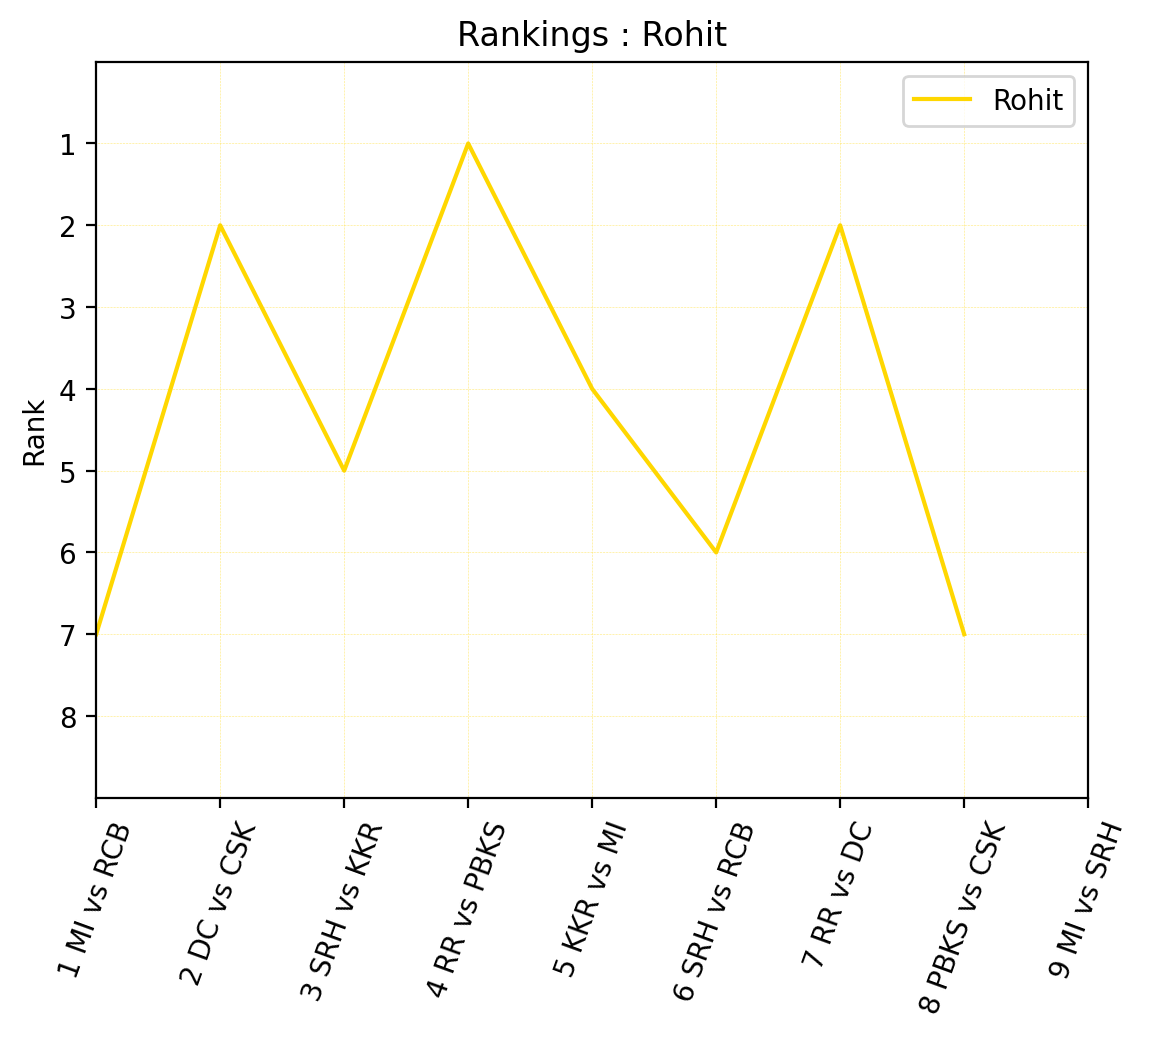 Rankings : Rohit
Rohit
Rank
1
2
3
4
5
6
7
8
1 MI vs RCB
2 DC vs CSK
3 SRH vs KKR
4 RR vs PBKS
5 KKR vs MI
6 SRH vs RCB
7 RR vs DC
8 PBKS vs CSK
9 MI vs SRH